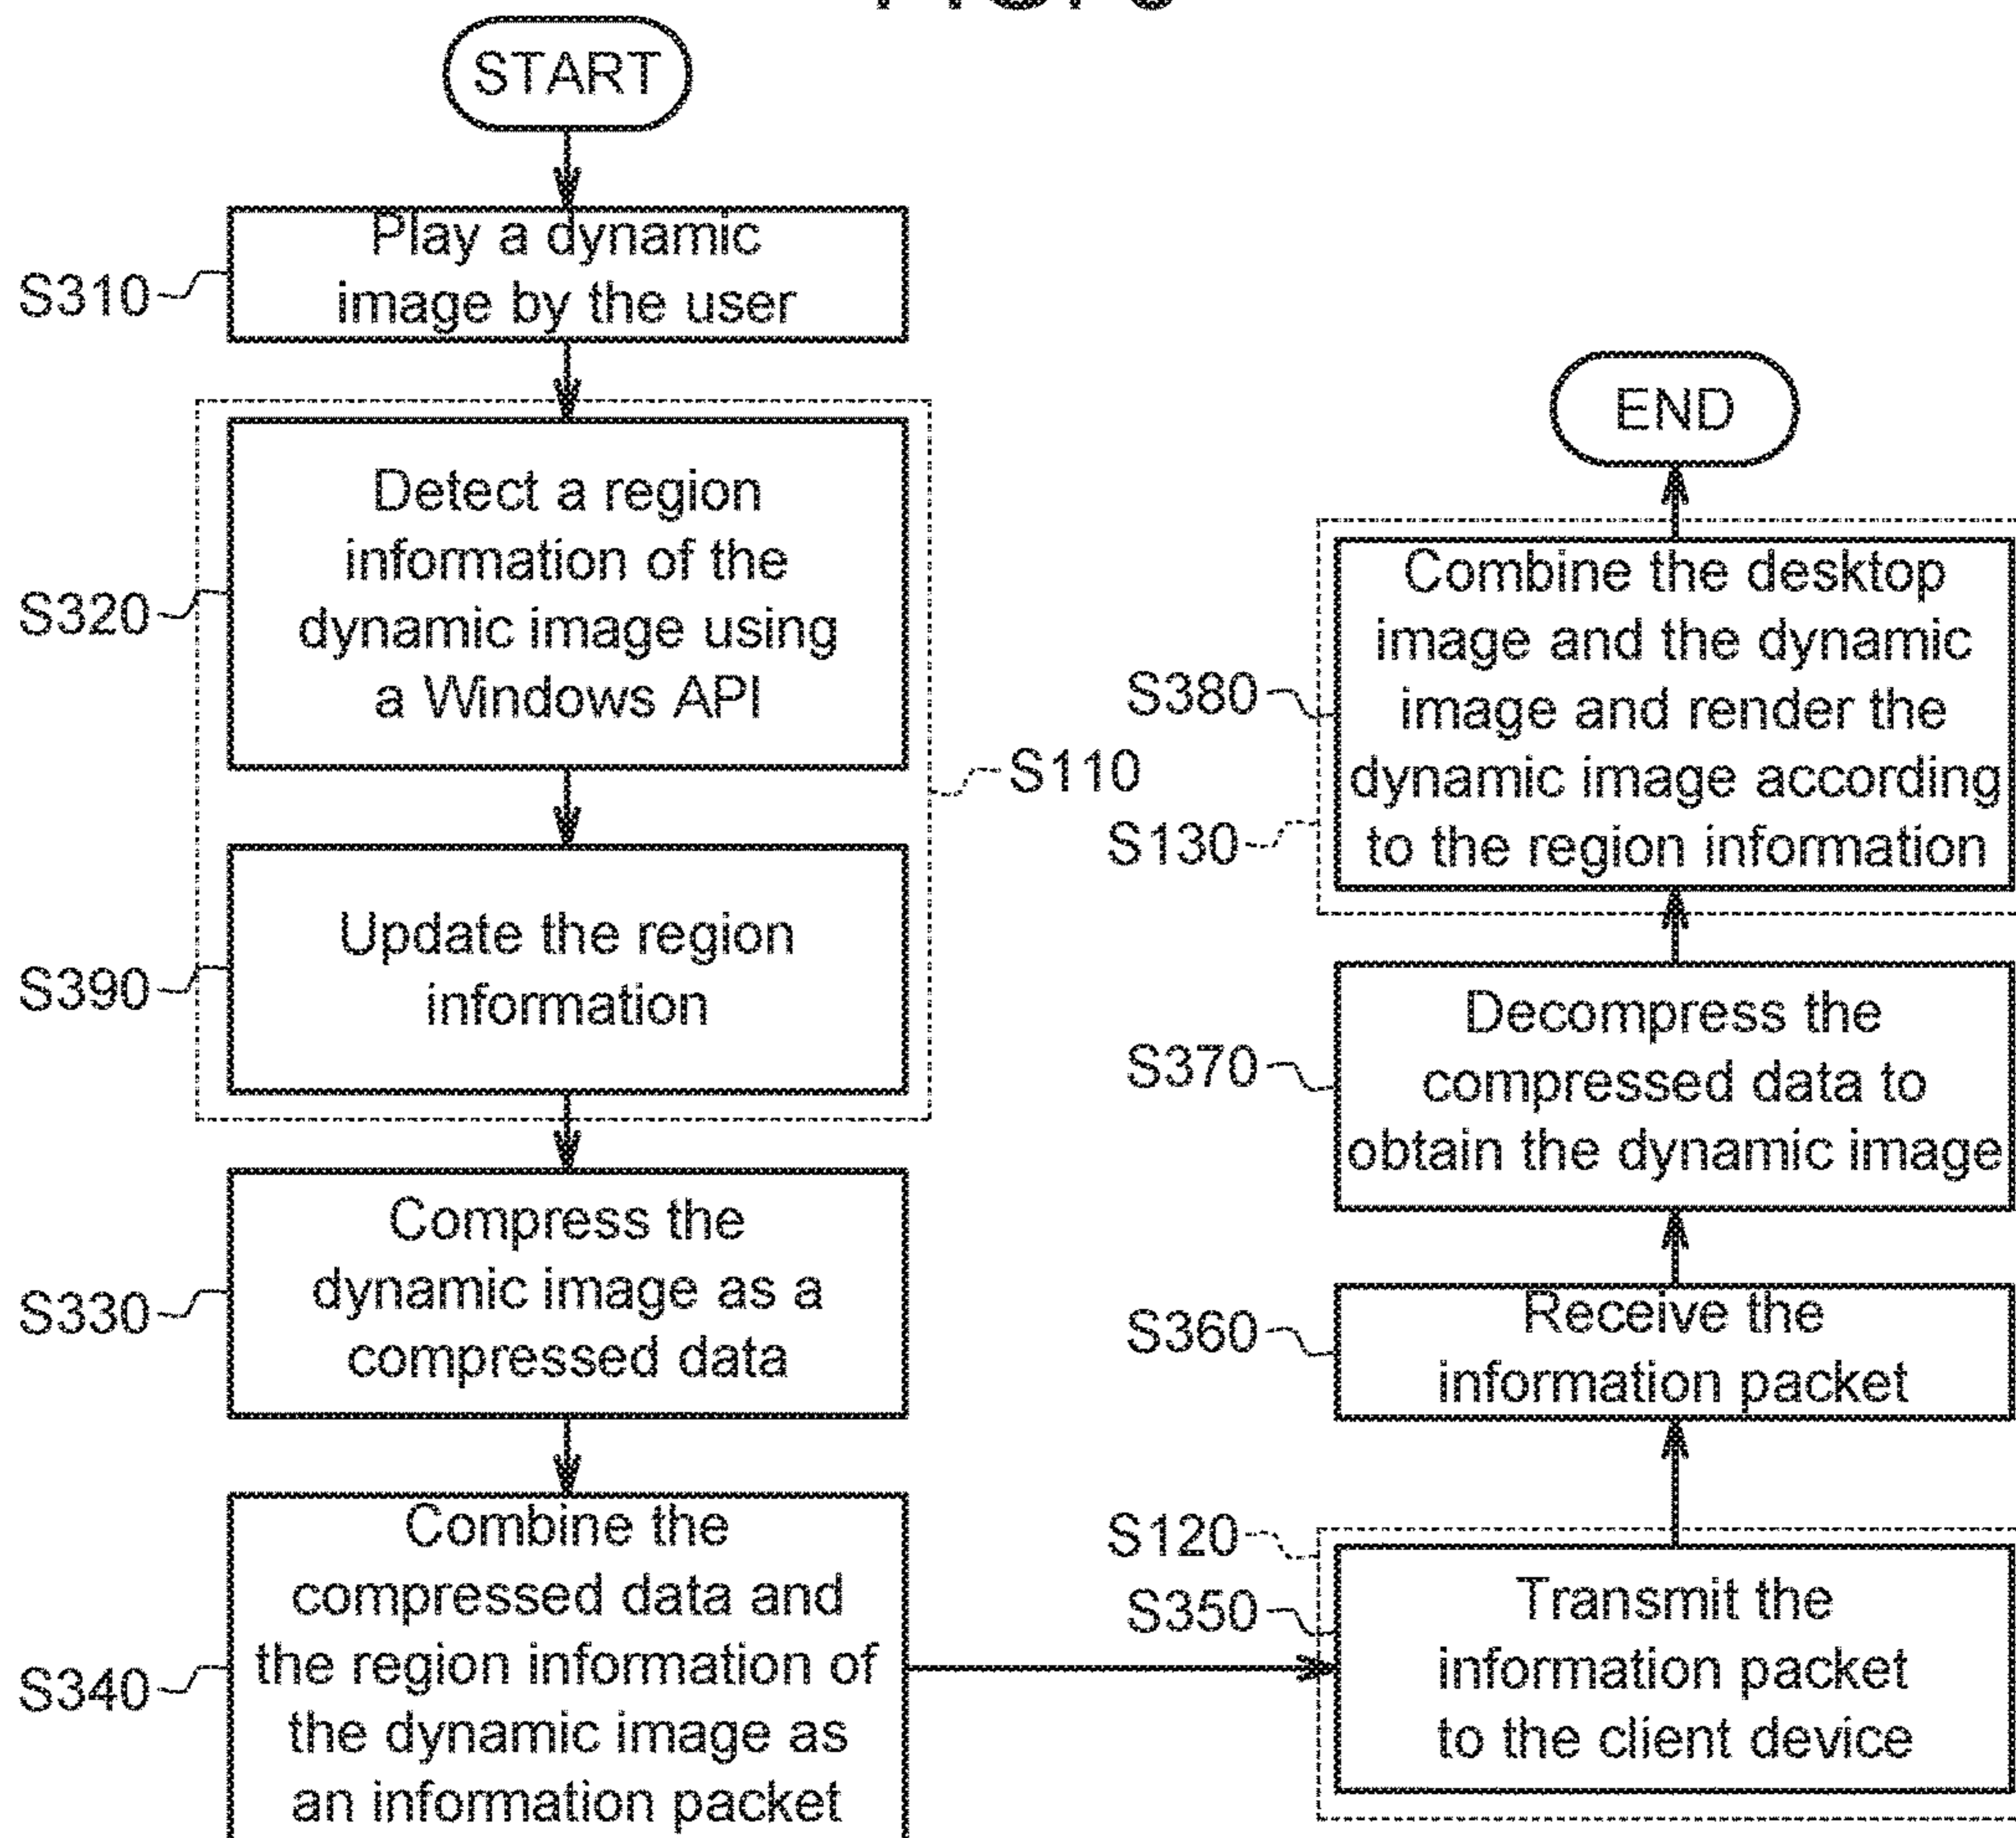 START
Play a dynamic
image by the user
S310
Detect a region
information of the
dynamic image using
a Windows API
S320
S110
Update the region
information
S390
Compress the
dynamic image as a
compressed data
S330
Combine the
compressed data and
the region information of
the dynamic image as
an information packet
S340
END
Combine the desktop
image and the dynamic
image and render the
dynamic image according
to the region information
S380
S130
Decompress the
compressed data to
obtain the dynamic image
S370
Receive the
information packet
S360
S120
S350
Transmit the
information packet
to the client device